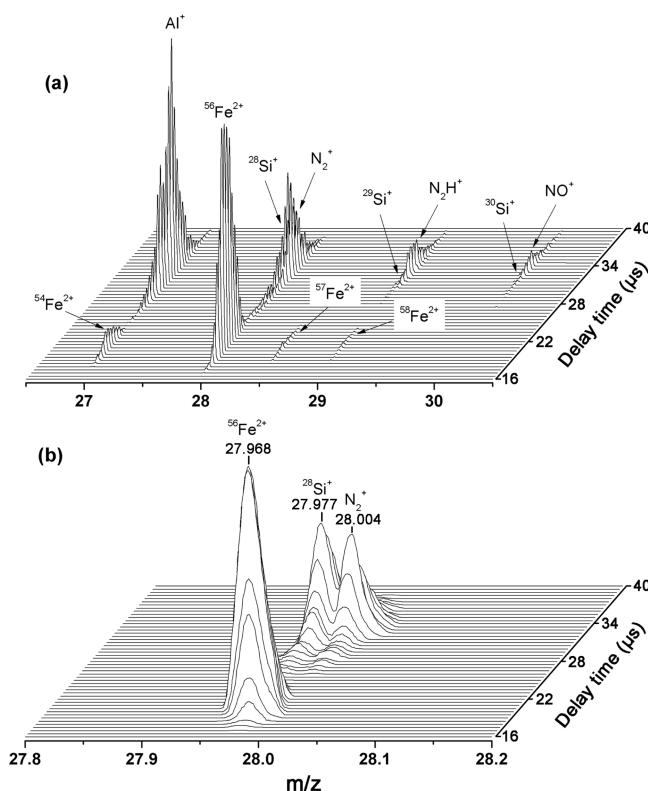 (a)
Al⁺
⁵⁶Fe²⁺
²⁸Si⁺
N₂⁺
²⁹Si⁺
N₂H⁺
³⁰Si⁺
NO⁺
⁵⁴Fe²⁺
⁵⁷Fe²⁺
⁵⁸Fe²⁺
40
34
28
22
16
Delay time (μs)
27 28 29 30
(b)
⁵⁶Fe²⁺
27.968
²⁸Si⁺
27.977
N₂⁺
28.004
40
34
28
22
16
Delay time (μs)
27.8 27.9 28.0 28.1 28.2
m/z